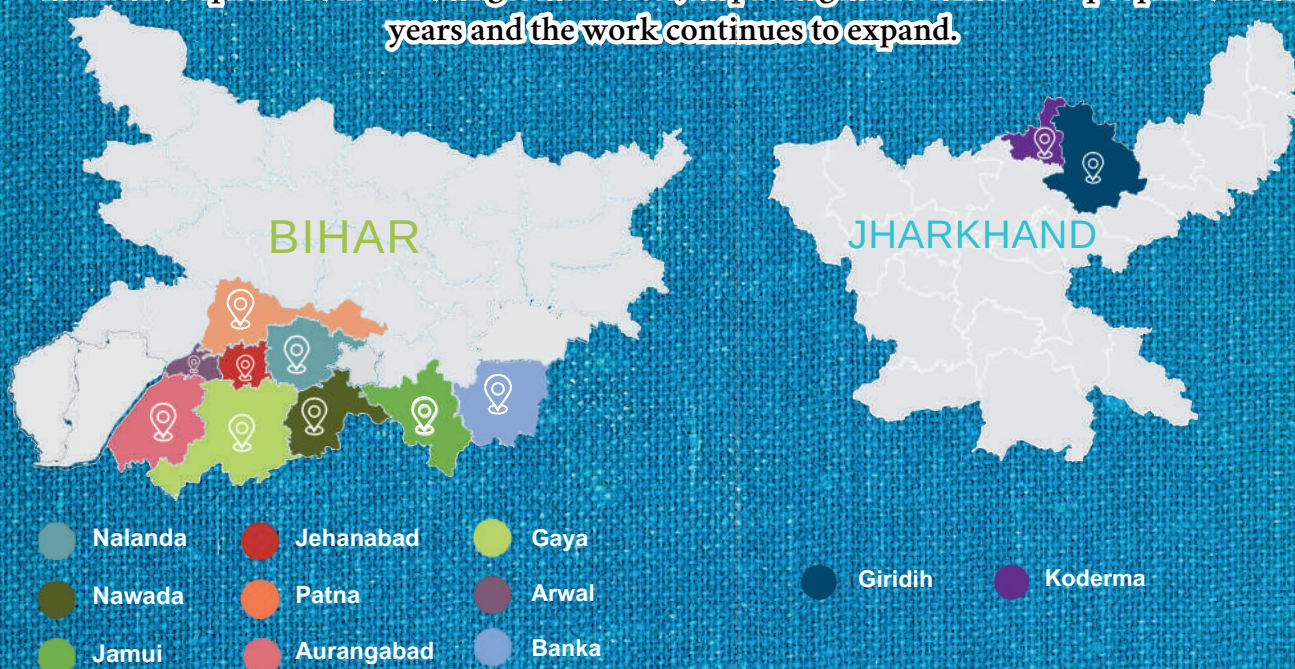 years and the work continues to expand.
BIHAR
JHARKHAND
Nalanda
Jehanabad
Gaya
Nawada
Patna
Arwal
Jamui
Aurangabad
Banka
Giridih
Koderma